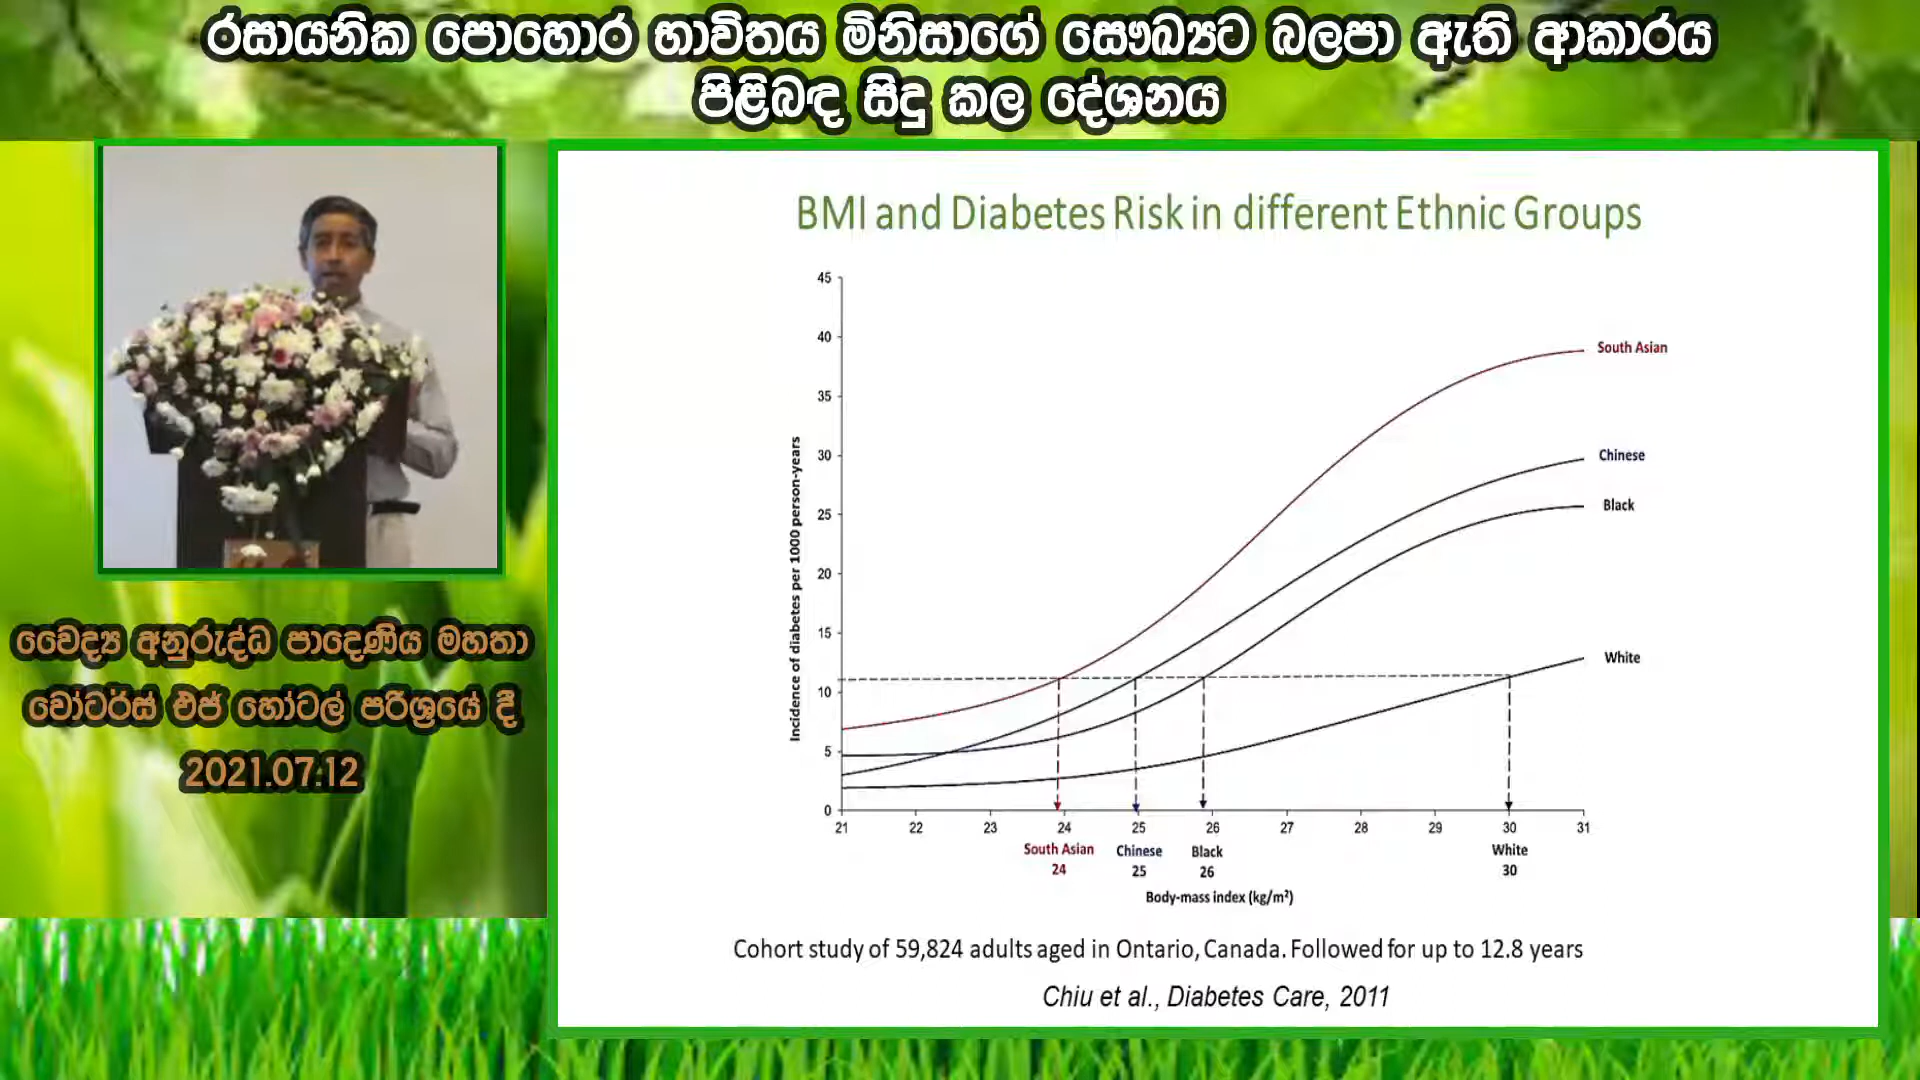 රසායනික පොහොර භාවිතය මිනිසාගේ සෞඛ්‍යට බලපා ඇති ආකාරය
පිළිබඳ සිදු කල දේශනය
BMI and Diabetes Risk in different Ethnic Groups
45
40
35
30
25
20
15
10
5
0
Incidence of diabetes per 1000 person-years
South Asian
Chinese
Black
White
21 22 23 24 25 26 27 28 29 30 31
South Asian Chinese Black White
24 25 26 30
Body-mass index (kg/m²)
Cohort study of 59,824 adults aged in Ontario, Canada. Followed for up to 12.8 years
Chiu et al., Diabetes Care, 2011
වෛද්‍ය අනුරුද්ධ පාදෙණිය මහතා
වෝටර්ස් එජ් හෝටල් පරිශ්‍රයේ දී
2021.07.12